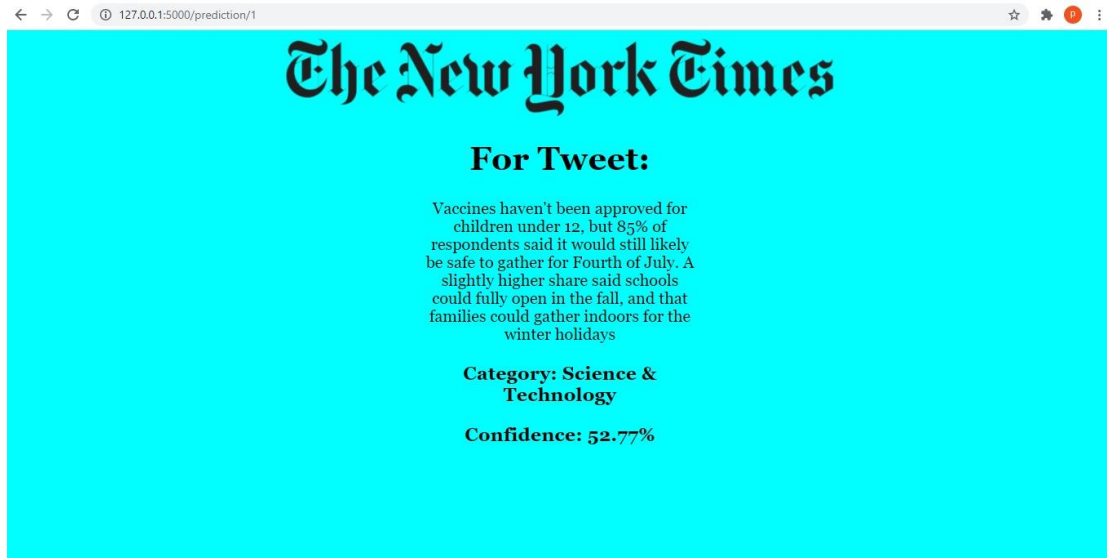 127.0.0.1:5000/prediction/1
P
The New York Times
For Tweet:
Vaccines haven't been approved for
children under 12, but 85% of
respondents said it would still likely
be safe to gather for Fourth of July. A
slightly higher share said schools
could fully open in the fall, and that
families could gather indoors for the
winter holidays
Category: Science &
Technology
Confidence: 52.77%